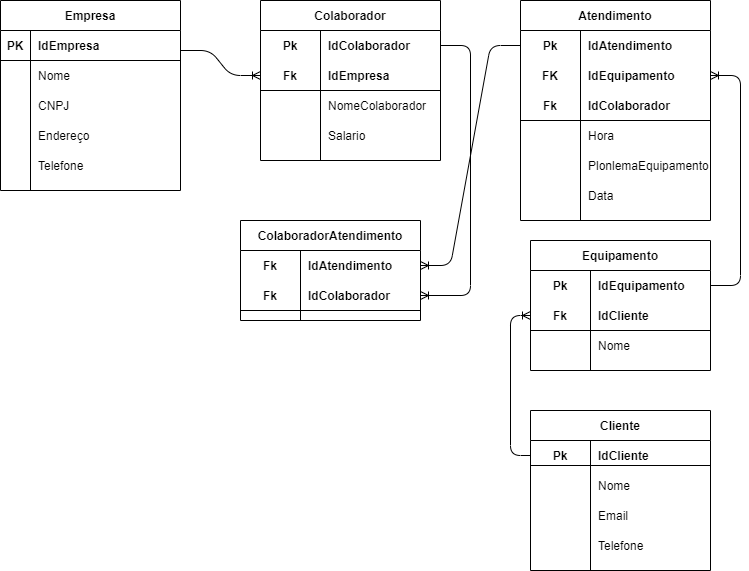 Empresa
PK IdEmpresa
Nome
CNPJ
Endereço
Telefone
Colaborador
Pk IdColaborador
Fk IdEmpresa
NomeColaborador
Salario
Atendimento
Pk IdAtendimento
FK IdEquipamento
Fk IdColaborador
Hora
PlonlemaEquipamento
Data
ColaboradorAtendimento
Fk IdAtendimento
Fk IdColaborador
Equipamento
Pk IdEquipamento
Fk IdCliente
Nome
Cliente
Pk IdCliente
Nome
Email
Telefone